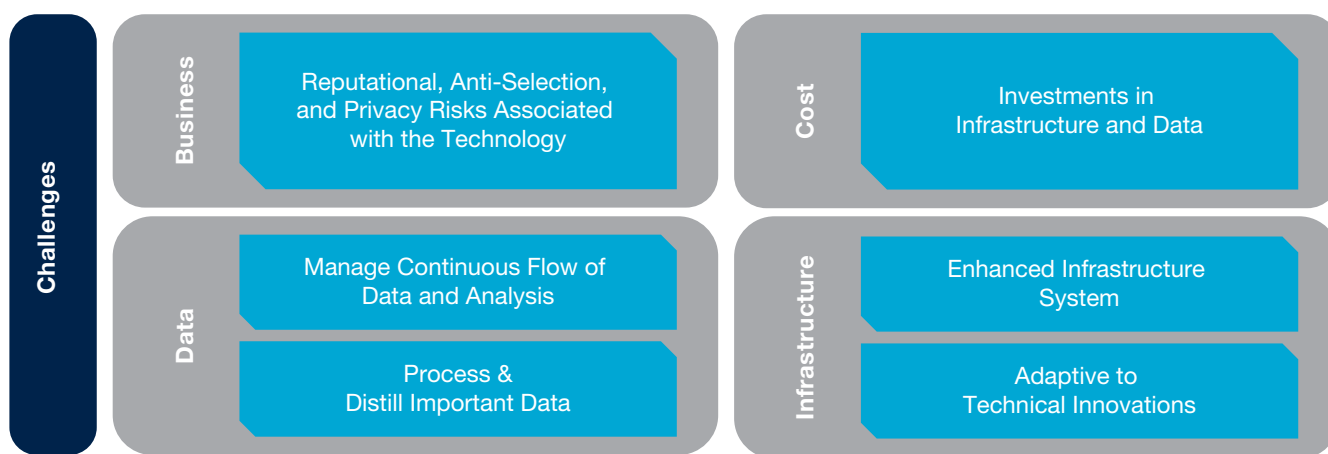 Challenges
Business
Reputational, Anti-Selection,
and Privacy Risks Associated
with the Technology
Cost
Investments in
Infrastructure and Data
Data
Manage Continuous Flow of
Data and Analysis
Process &
Distill Important Data
Infrastructure
Enhanced Infrastructure
System
Adaptive to
Technical Innovations